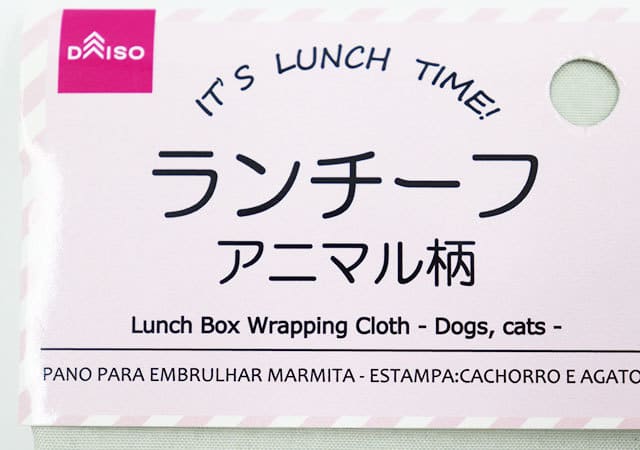 DAISO
IT'S LUNCH TIME!
ランチーフ
アニマル柄
Lunch Box Wrapping Cloth - Dogs, cats -
PANO PARA EMBRULHAR MARMITA - ESTAMPA:CACHORRO E AGATO